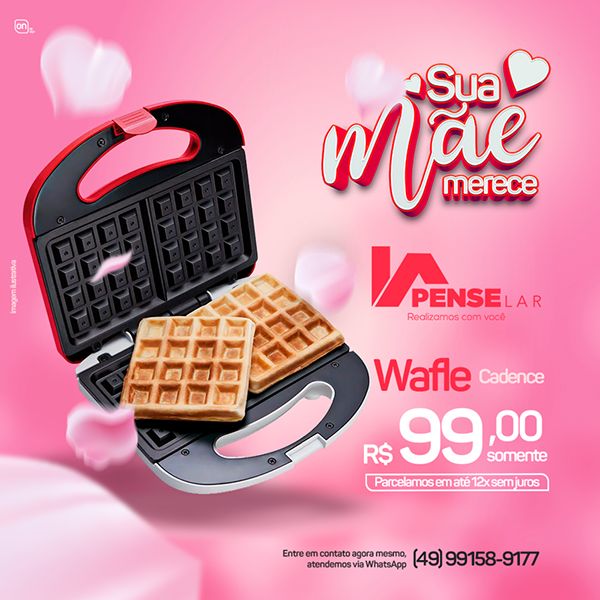 on
Sua
Mãe
merece
Imagem ilustrativa
PENSE LAR
Realizamos com você
Wafle Cadence
R$ 99,00
somente
Parcelamos em até 12x sem juros
Entre em contato agora mesmo,
atendemos via WhatsApp (49) 99158-9177